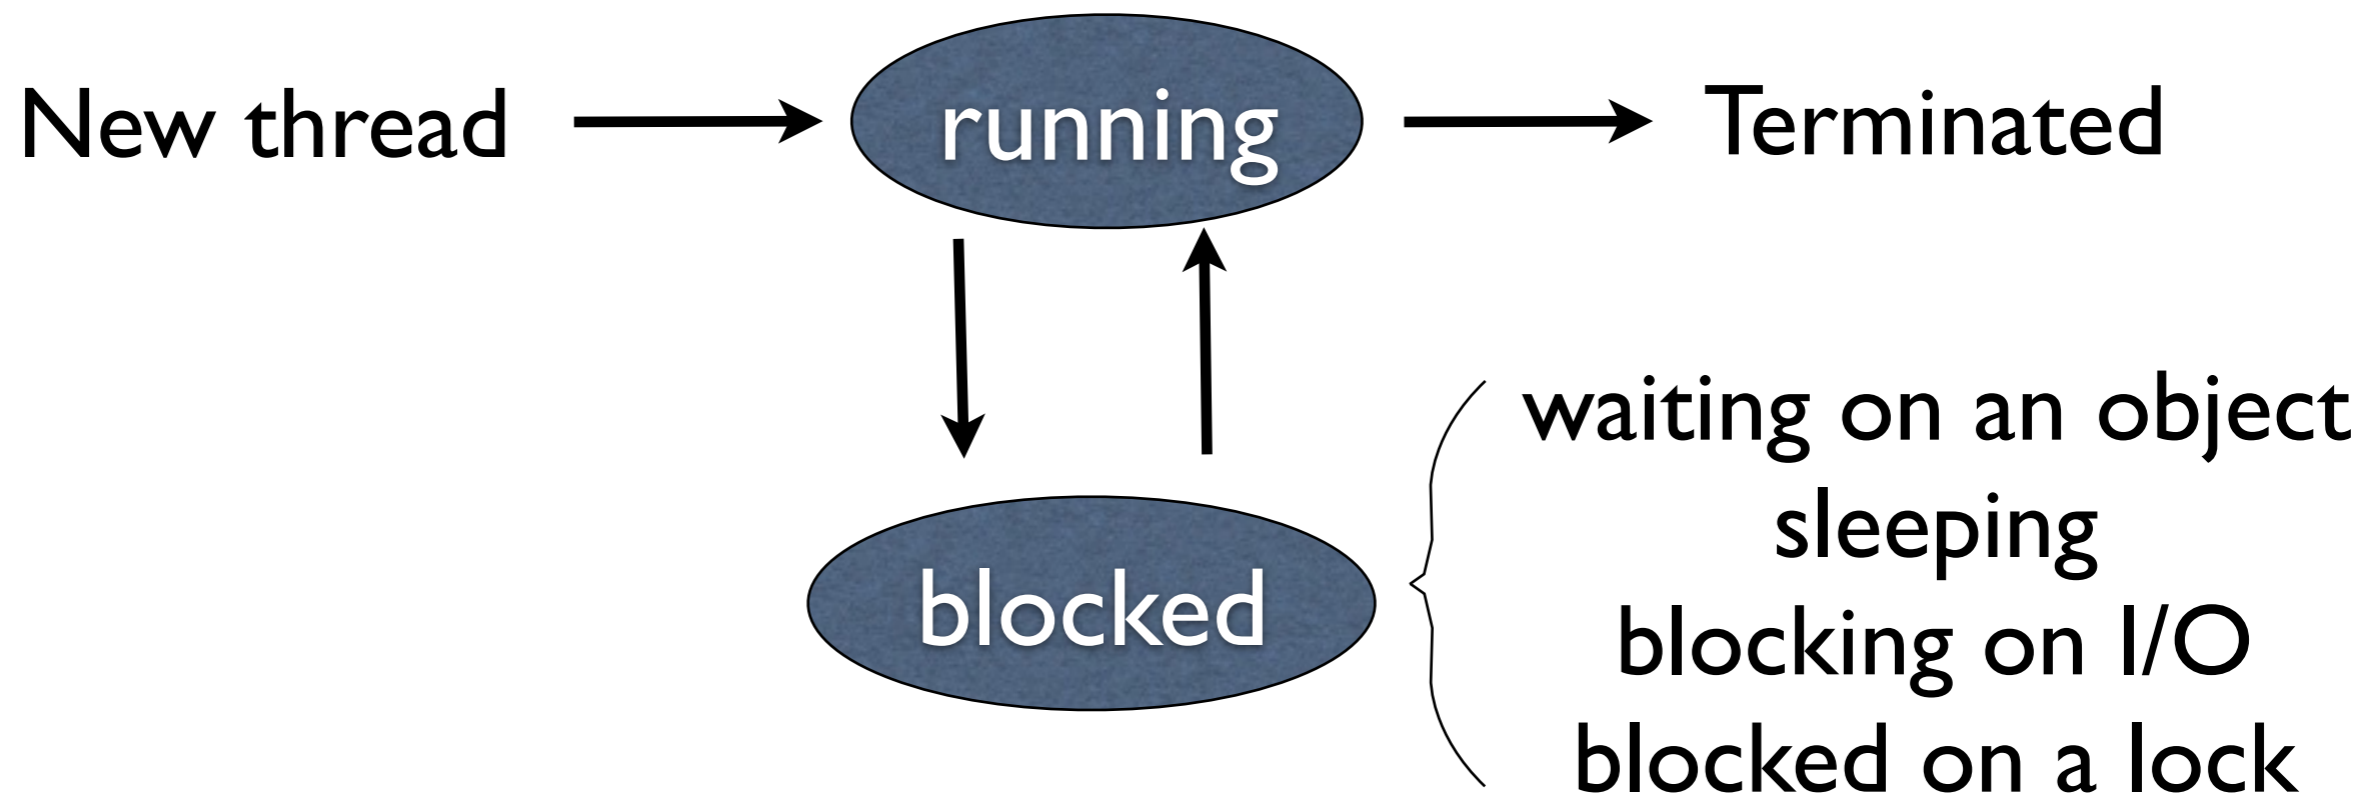 New thread
running
Terminated
blocked
waiting on an object
sleeping
blocking on I/O
blocked on a lock